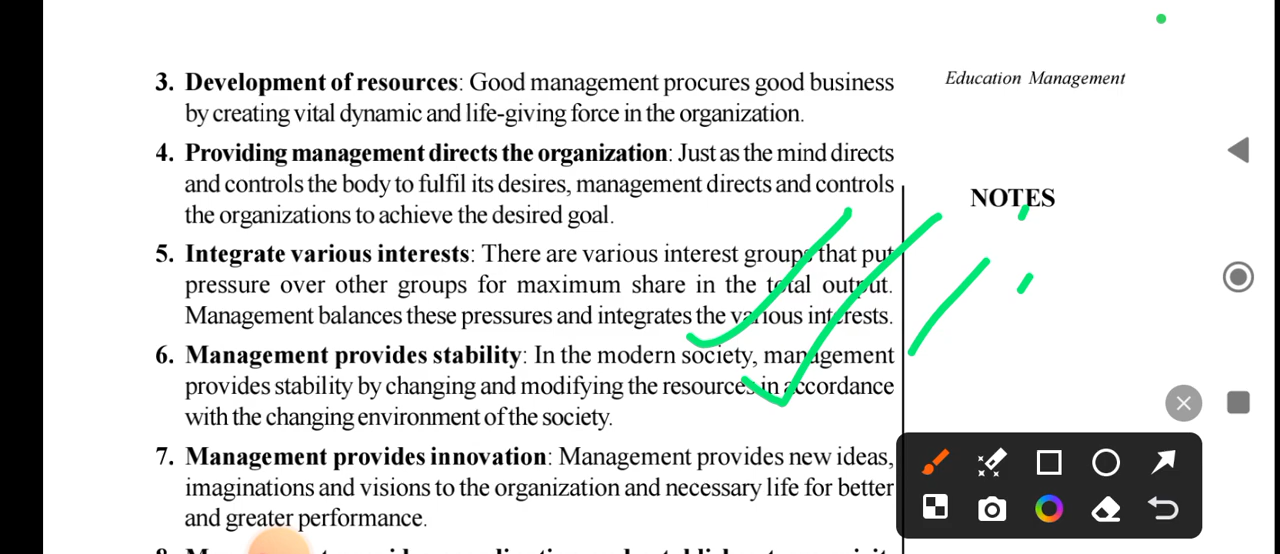 3. Development of resources: Good management procures good business
by creating vital dynamic and life-giving force in the organization.
4. Providing management directs the organization: Just as the mind directs
and controls the body to fulfil its desires, management directs and controls
the organizations to achieve the desired goal.
5. Integrate various interests: There are various interest groups that put
pressure over other groups for maximum share in the total output.
Management balances these pressures and integrates the various interests.
6. Management provides stability: In the modern society, management
provides stability by changing and modifying the resources in accordance
with the changing environment of the society.
7. Management provides innovation: Management provides new ideas,
imaginations and visions to the organization and necessary life for better
and greater performance.
Education Management
NOTES